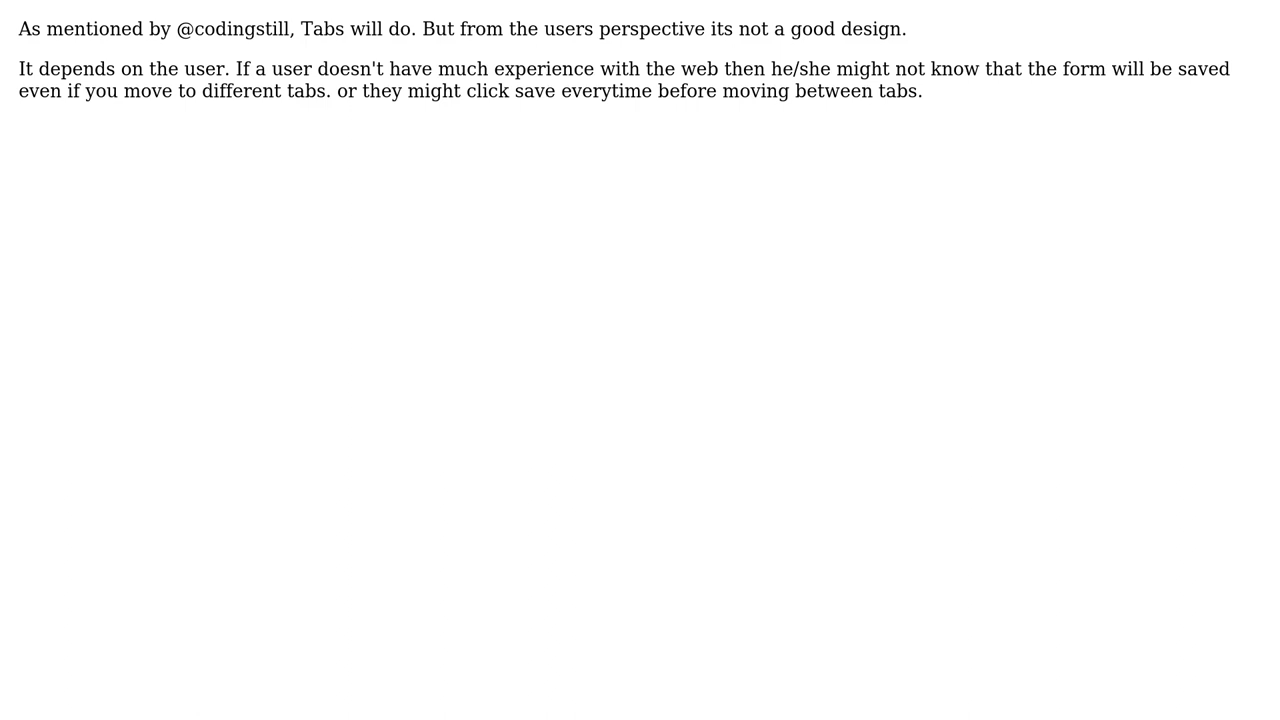 As mentioned by @codingstill, Tabs will do. But from the users perspective its not a good design.
It depends on the user. If a user doesn't have much experience with the web then he/she might not know that the form will be saved
even if you move to different tabs. or they might click save everytime before moving between tabs.